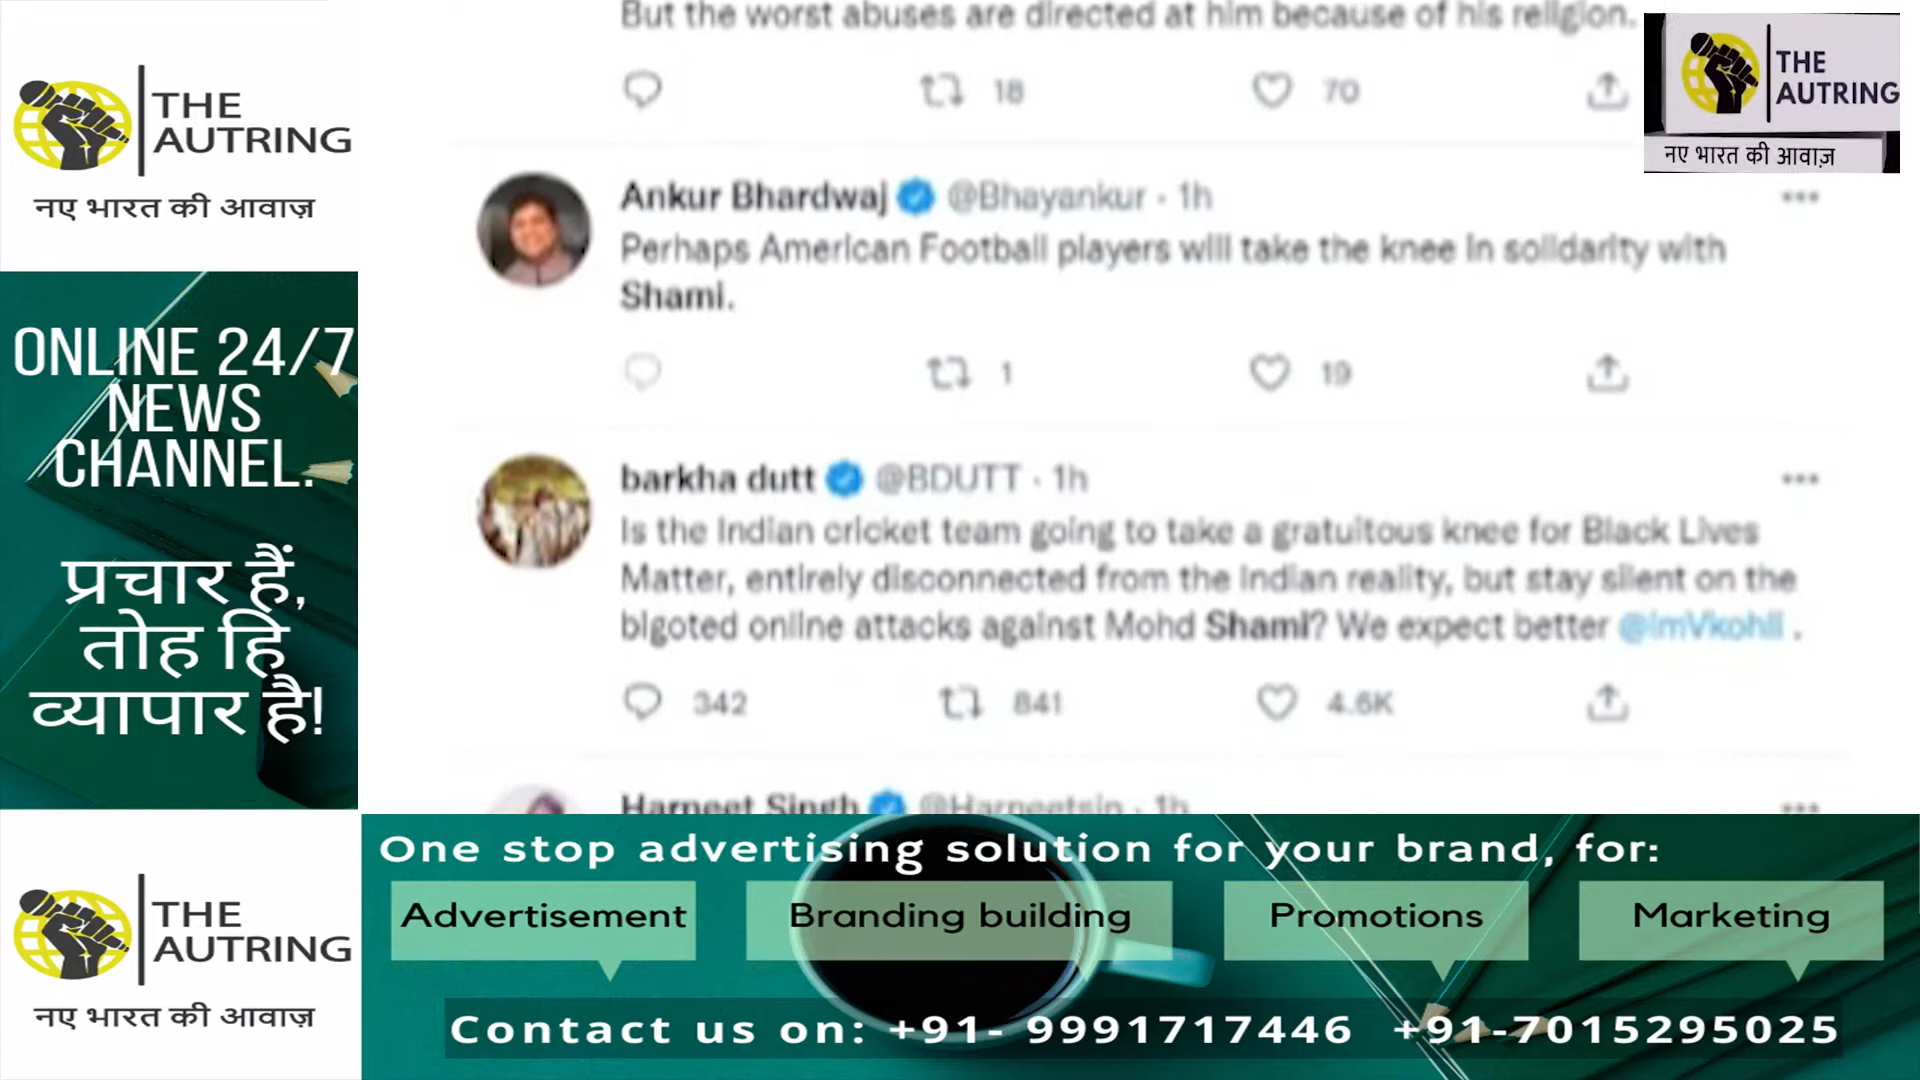 THE
AUTRING
नए भारत की आवाज़
ONLINE 24/7
NEWS
CHANNEL.
प्रचार हैं,
तोह हि
व्यापार है!
THE
AUTRING
नए भारत की आवाज़
But the worst abuses are directed at him because of his religion.
18 70
Ankur Bhardwaj @Bhayankur · 1h
Perhaps American Football players will take the knee in solidarity with
Shami.
1 19
barkha dutt @BDUTT · 1h
Is the Indian cricket team going to take a gratuitous knee for Black Lives
Matter, entirely disconnected from the Indian reality, but stay silent on the
bigoted online attacks against Mohd Shami? We expect better @imVkohli .
342 841 4.6K
Harneet Singh @Harneetsin · 1h
THE
AUTRING
नए भारत की आवाज़
One stop advertising solution for your brand, for:
Advertisement Branding building Promotions Marketing
Contact us on: +91- 9991717446 +91-7015295025